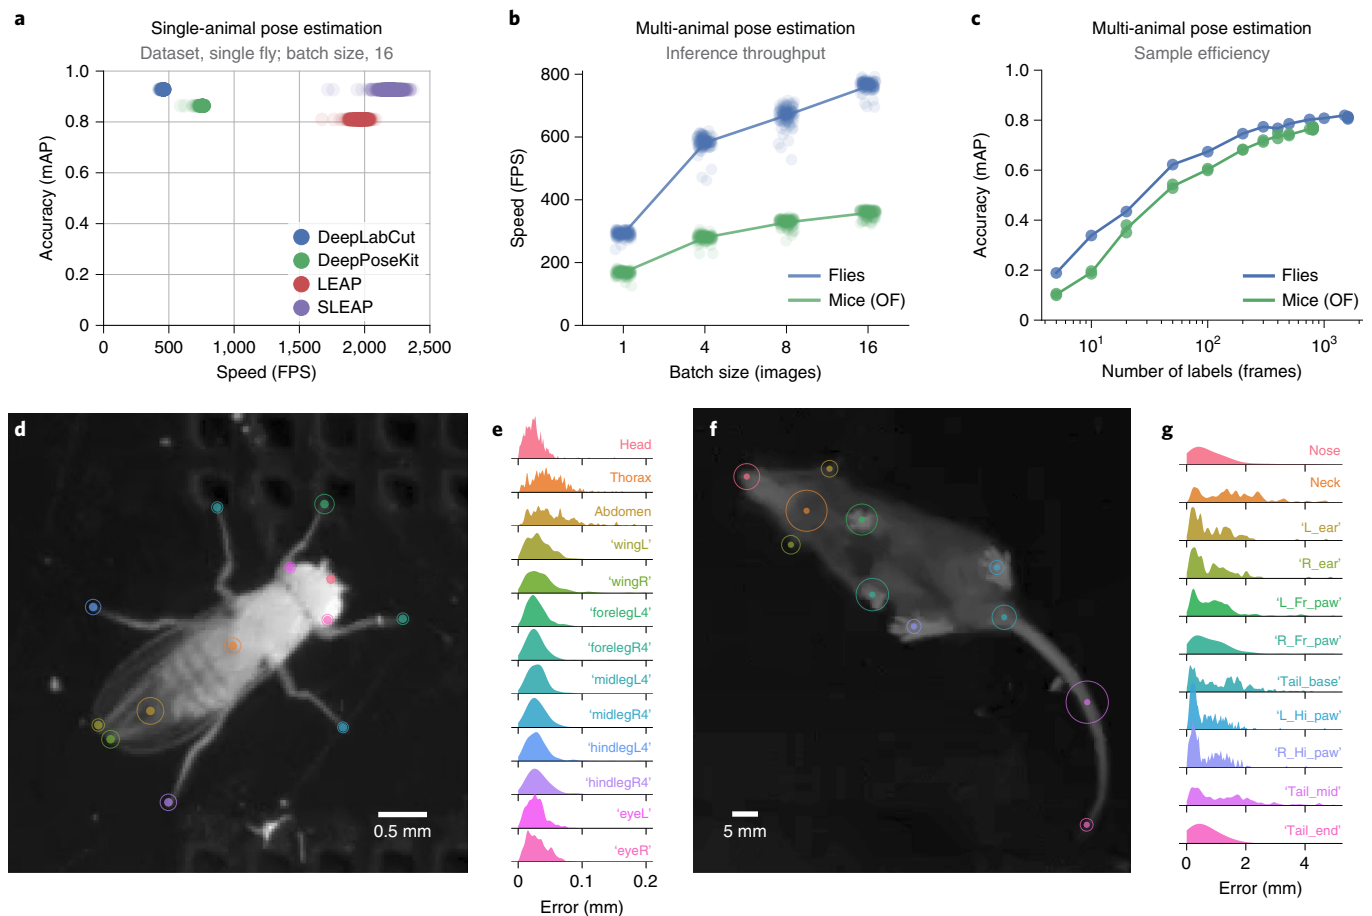 a
Single-animal pose estimation
Dataset, single fly; batch size, 16
1.0
0.8
0.6
0.4
0.2
0
Accuracy (mAP)
DeepLabCut
DeepPoseKit
LEAP
SLEAP
0 500 1,000 1,500 2,000 2,500
Speed (FPS)
b
Multi-animal pose estimation
Inference throughput
800
600
400
200
0
Speed (FPS)
Flies
Mice (OF)
1 4 8 16
Batch size (images)
c
Multi-animal pose estimation
Sample efficiency
1.0
0.8
0.6
0.4
0.2
0
Accuracy (mAP)
Flies
Mice (OF)
10¹ 10² 10³
Number of labels (frames)
d
0.5 mm
e
Head
Thorax
Abdomen
'wingL'
'wingR'
'forelegL4'
'forelegR4'
'midlegL4'
'midlegR4'
'hindlegL4'
'hindlegR4'
'eyeL'
'eyeR'
0 0.1 0.2
Error (mm)
f
5 mm
g
Nose
Neck
'L_ear'
'R_ear'
'L_Fr_paw'
'R_Fr_paw'
'Tail_base'
'L_Hi_paw'
'R_Hi_paw'
'Tail_mid'
'Tail_end'
0 2 4
Error (mm)